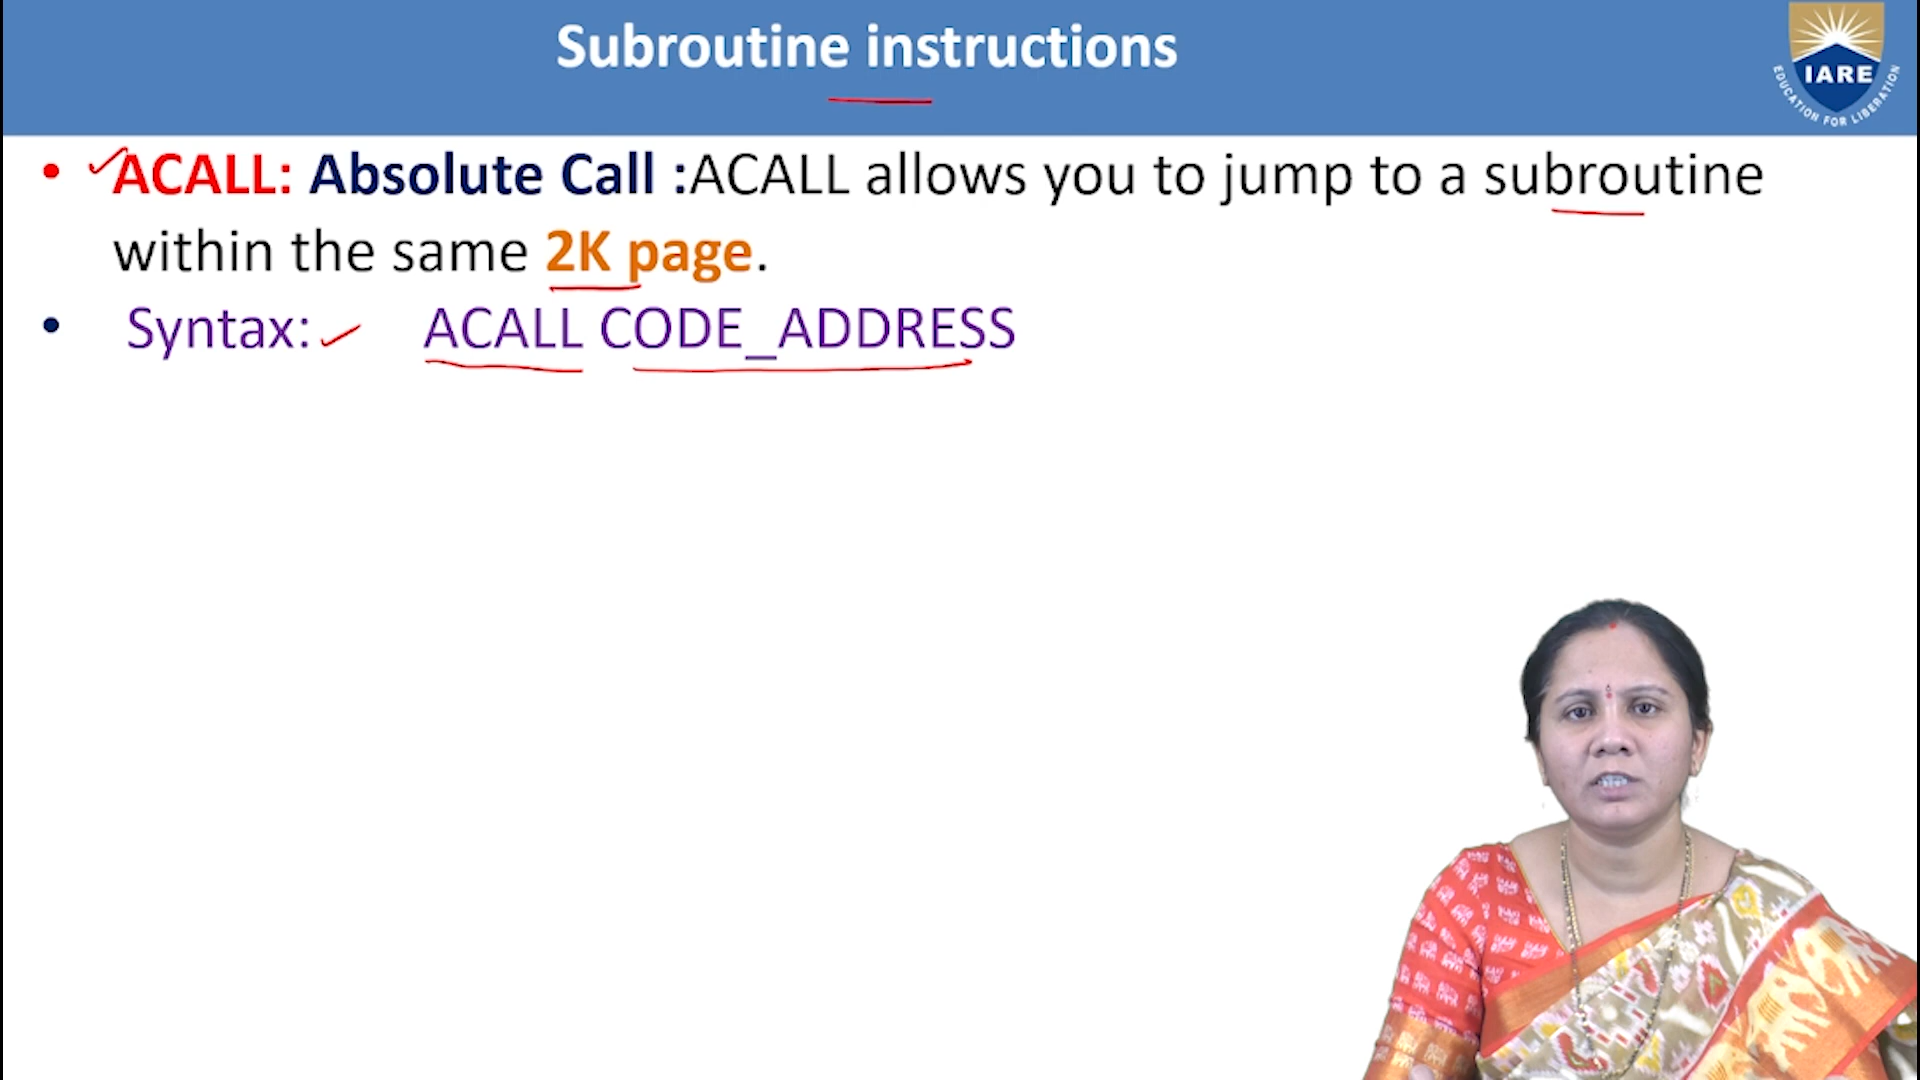 Subroutine instructions
IARE
EDUCATION FOR LIBERATION
• ACALL: Absolute Call :ACALL allows you to jump to a subroutine
within the same 2K page.
• Syntax: ACALL CODE_ADDRESS